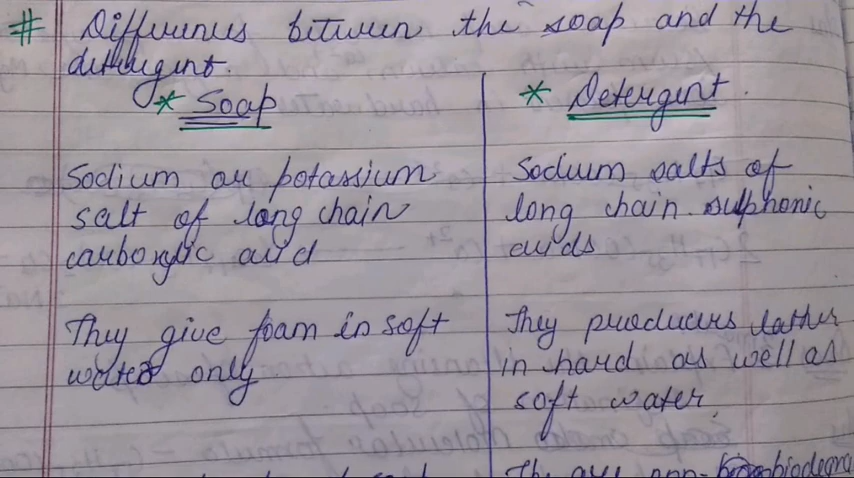 # Differences between the soap and the
detergent.
* Soap
* Detergent.
Sodium or potassium
salt of long chain
carboxylic acid
Sodium salts of
long chain sulphonic
acids
They give foam in soft
water only
They producers lather
in hard as well as
soft water.
non-